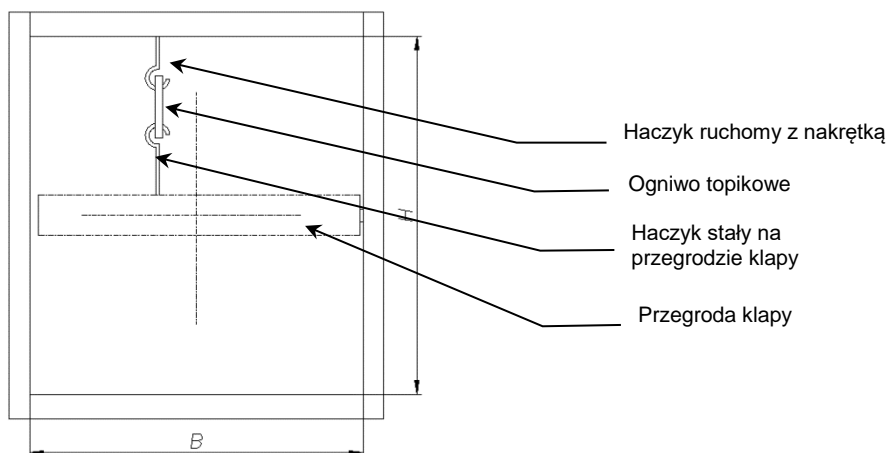 Haczyk ruchomy z nakrętką
Ogniwo topikowe
H
Haczyk stały na
przegrodzie klapy
Przegroda klapy
B